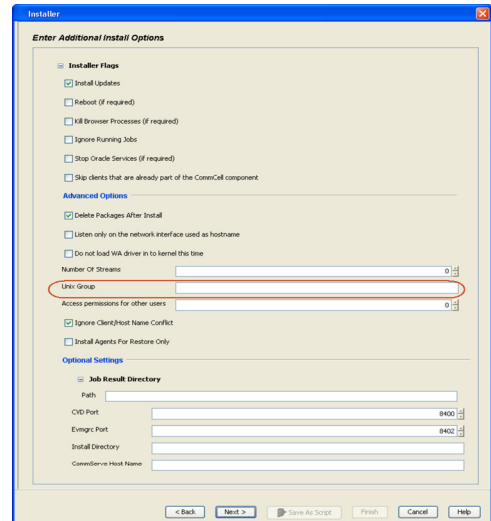 Installer
Enter Additional Install Options
Installer Flags
Install Updates
Reboot (if required)
Kill Browser Processes (if required)
Ignore Running Jobs
Stop Oracle Services (if required)
Skip clients that are already part of the CommCell component
Advanced Options
Delete Packages After Install
Listen only on the network interface used as hostname
Do not load WA driver in to kernel this time
Number Of Streams 0
Unix Group
Access permissions for other users 0
Ignore Client/Host Name Conflict
Install Agents For Restore Only
Optional Settings
Job Result Directory
Path
CVD Port 8400
Evmgrc Port 8402
Install Directory
CommServe Host Name
< Back Next > Save As Script Finish Cancel Help